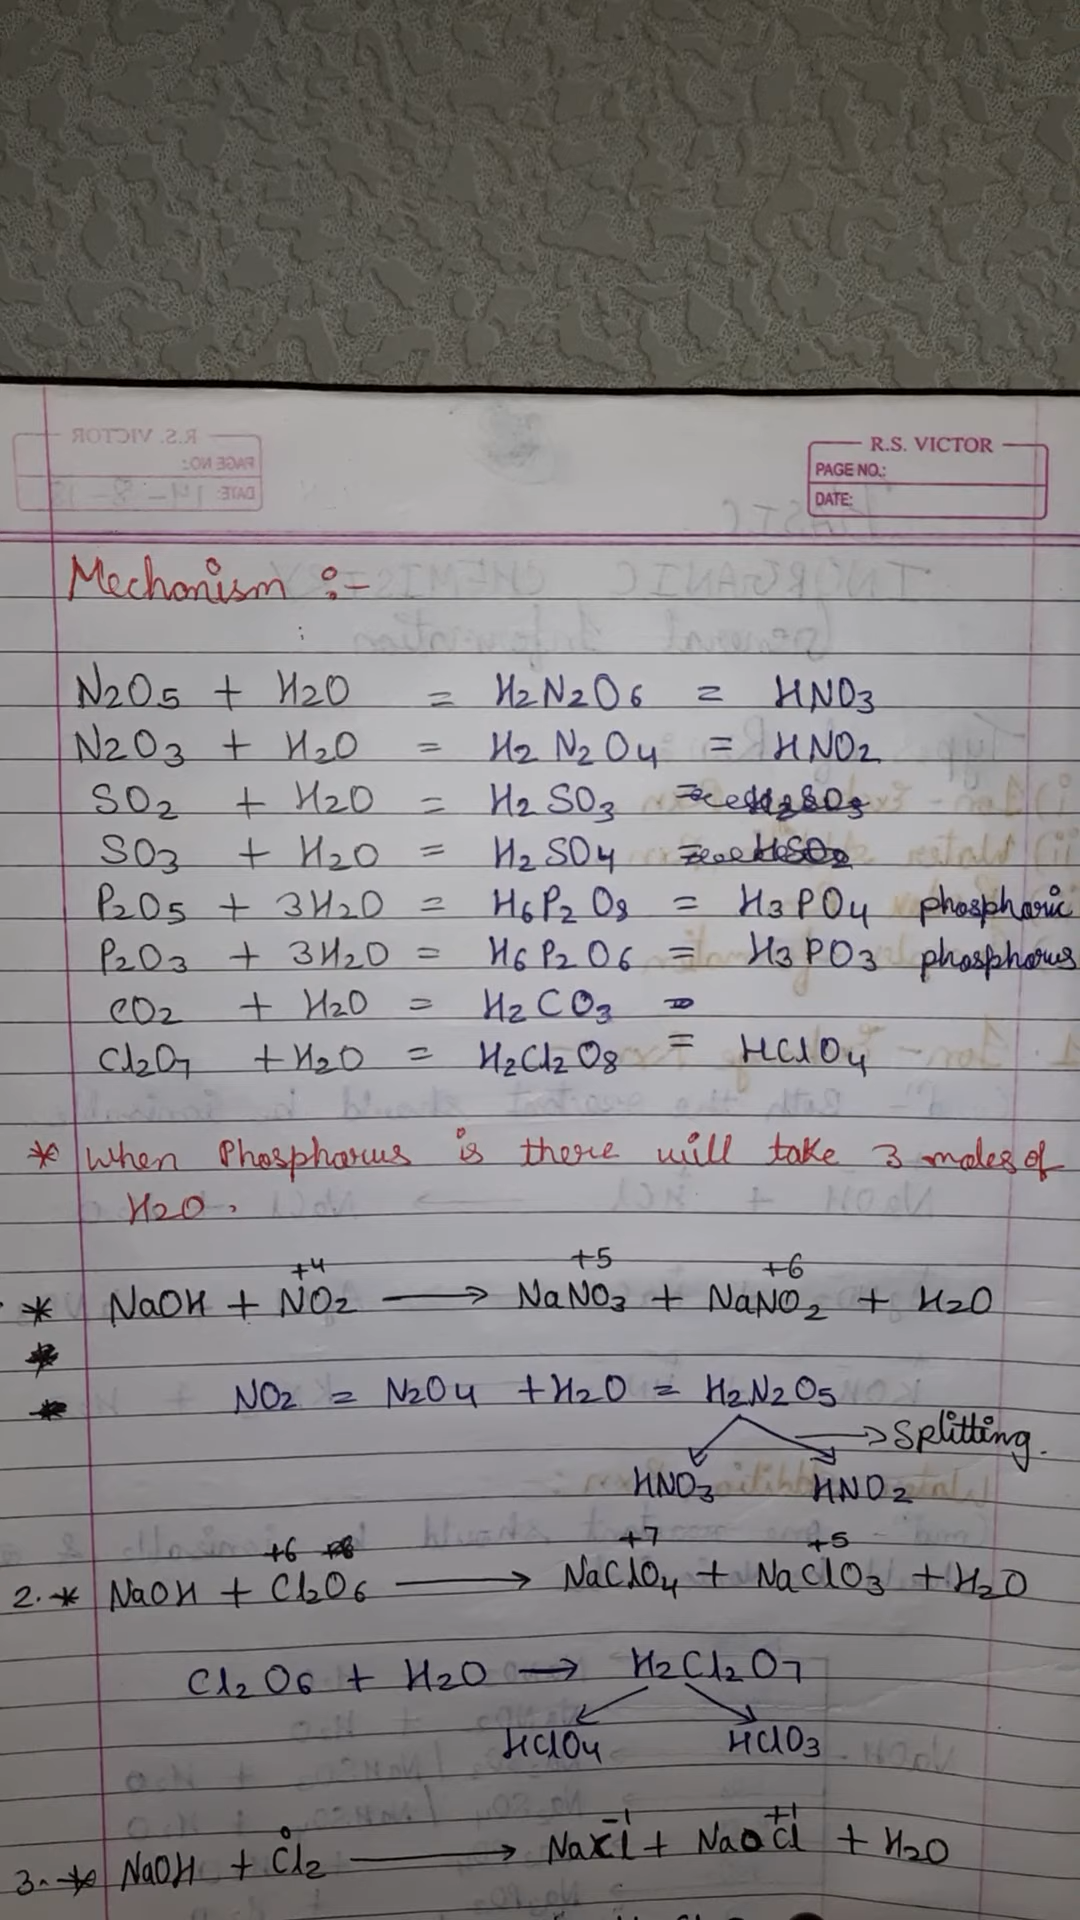 R.S. VICTOR
PAGE NO.:
DATE:
Mechanism :-
N2O5 + H2O = H2N2O6 = HNO3
N2O3 + H2O = H2N2O4 = HNO2
SO2 + H2O = H2SO3
SO3 + H2O = H2SO4
P2O5 + 3H2O = H6P2O8 = H3PO4 phosphoric
P2O3 + 3H2O = H6P2O6 = H3PO3 phosphorus
CO2 + H2O = H2CO3 =
Cl2O7 + H2O = H2Cl2O8 = HClO4
* When Phosphorus is there will take 3 moles of
H2O.
+4 +5 +6
* NaOH + NO2 ⟶ NaNO3 + NaNO2 + H2O
*
* NO2 = N2O4 + H2O = H2N2O5
→ Splitting.
HNO3 HNO2
+6 +7 +5
2. * NaOH + Cl2O6 ⟶ NaClO4 + NaClO3 + H2O
Cl2O6 + H2O → H2Cl2O7
HClO4 HClO3
0 -1 +1
3. * NaOH + Cl2 ⟶ NaCl + NaOCl + H2O